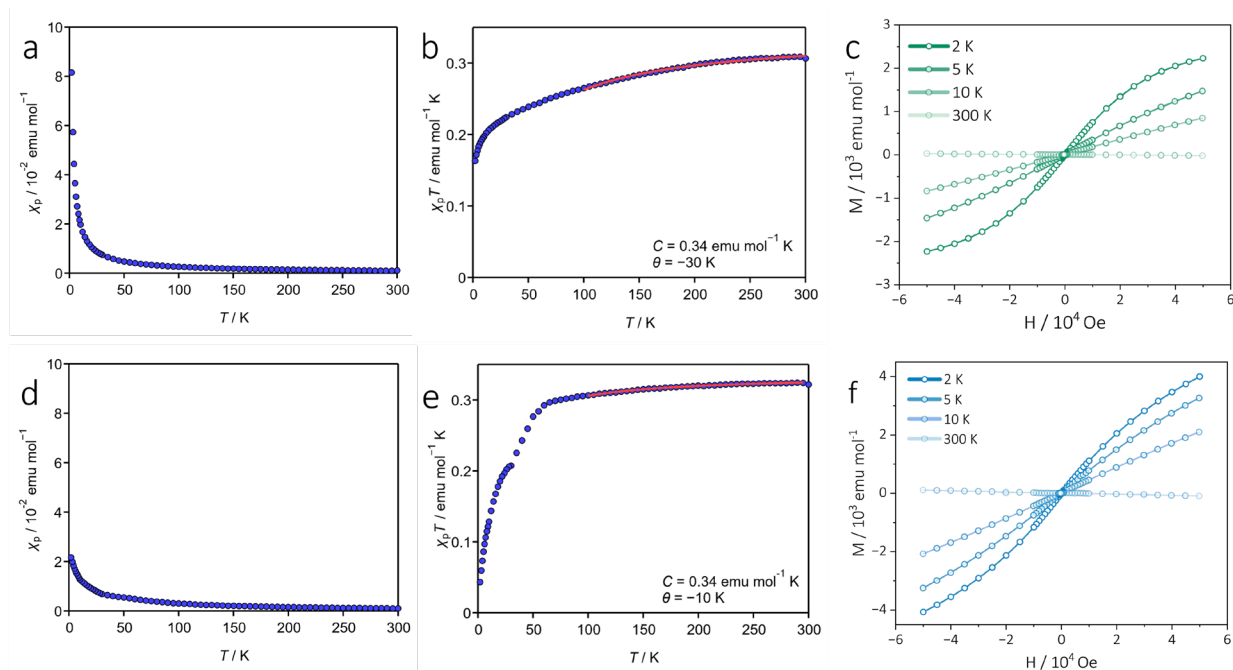 a
10
8
6
4
2
0
χp / 10⁻² emu mol⁻¹
0 50 100 150 200 250 300
T / K
b
0.3
0.2
0.1
0
χpT / emu mol⁻¹ K
C = 0.34 emu mol⁻¹ K
θ = −30 K
0 50 100 150 200 250 300
T / K
c
2 K
5 K
10 K
300 K
3
2
1
0
−1
−2
−3
M / 10³ emu mol⁻¹
−6 −4 −2 0 2 4 6
H / 10⁴ Oe
d
10
8
6
4
2
0
χp / 10⁻² emu mol⁻¹
0 50 100 150 200 250 300
T / K
e
0.3
0.2
0.1
0
χpT / emu mol⁻¹ K
C = 0.34 emu mol⁻¹ K
θ = −10 K
0 50 100 150 200 250 300
T / K
f
2 K
5 K
10 K
300 K
4
2
0
−2
−4
M / 10³ emu mol⁻¹
−6 −4 −2 0 2 4 6
H / 10⁴ Oe